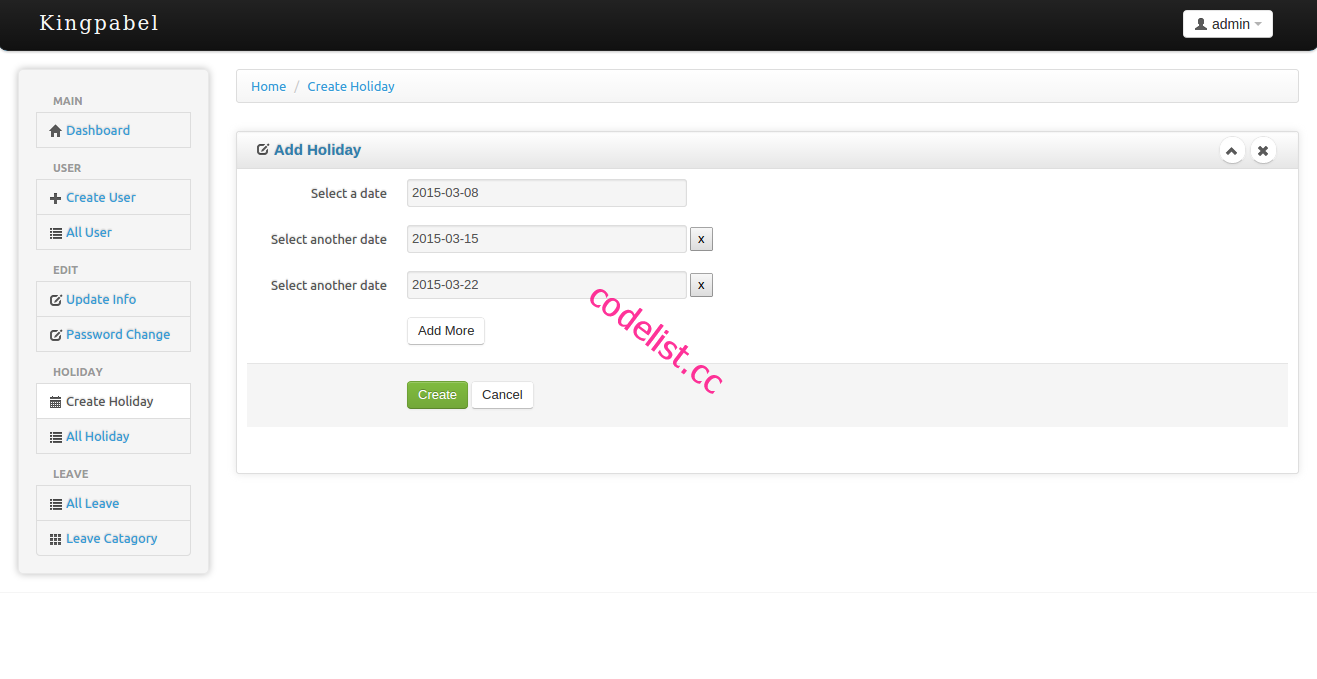 Kingpabel
admin
MAIN
Dashboard
USER
Create User
All User
EDIT
Update Info
Password Change
HOLIDAY
Create Holiday
All Holiday
LEAVE
All Leave
Leave Catagory
Home / Create Holiday
Add Holiday
Select a date 2015-03-08
Select another date 2015-03-15 x
Select another date 2015-03-22 x
Add More
Create Cancel
codelist.cc